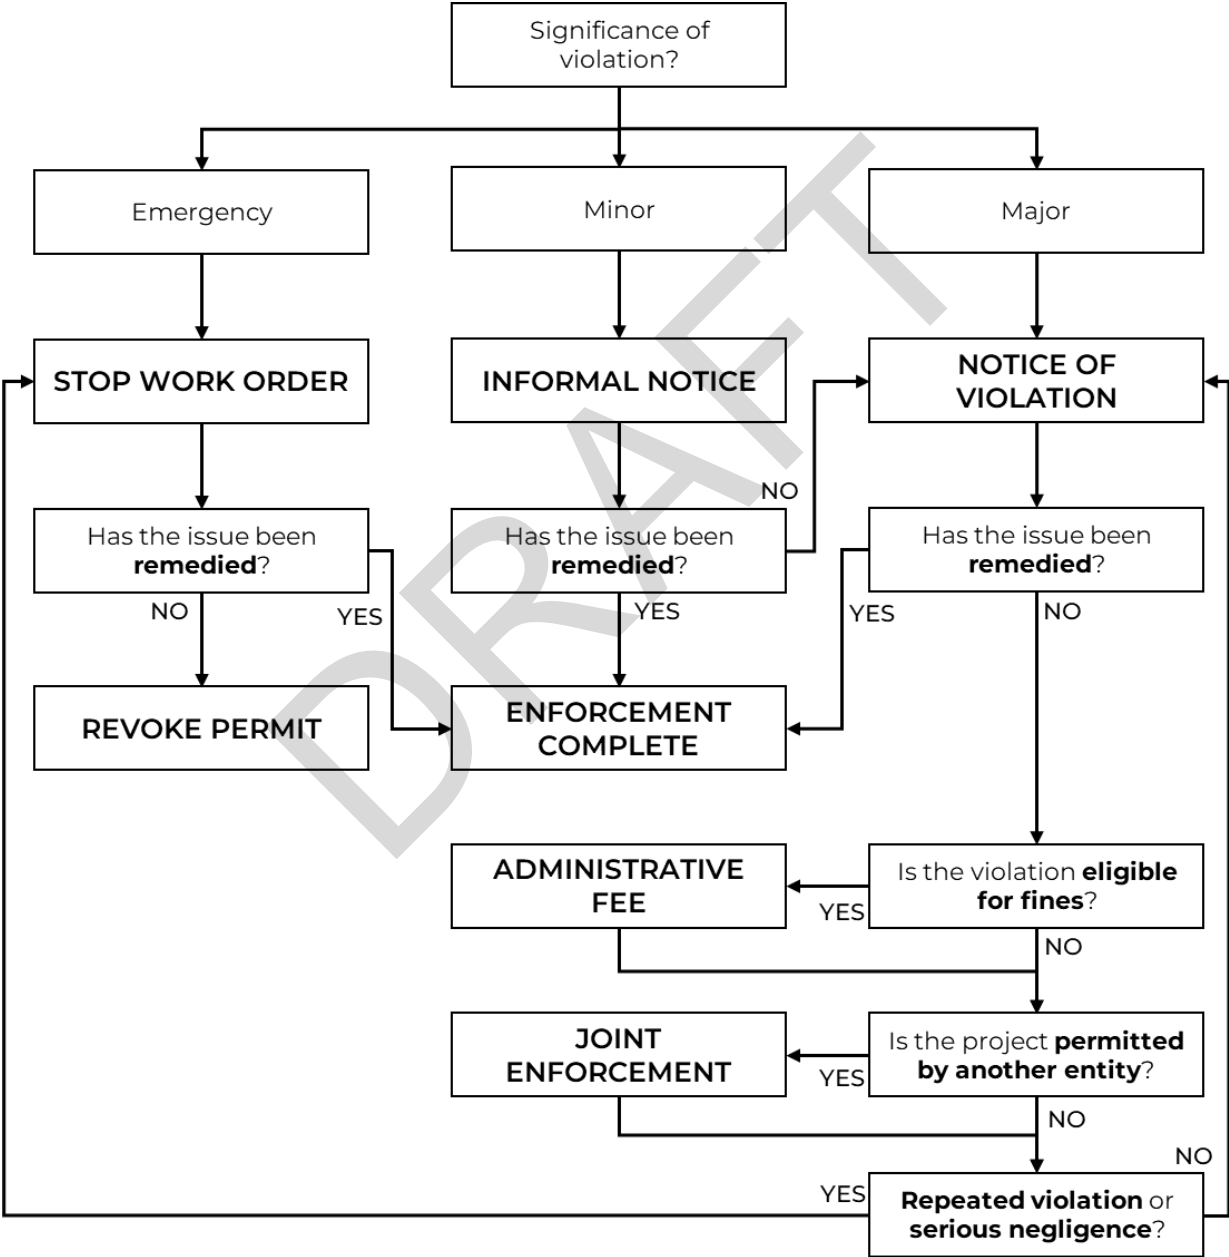 Significance of
violation?
Emergency
Minor
Major
STOP WORK ORDER
INFORMAL NOTICE
NOTICE OF
VIOLATION
NO
Has the issue been
remedied?
Has the issue been
remedied?
Has the issue been
remedied?
NO
YES
YES
YES
NO
REVOKE PERMIT
ENFORCEMENT
COMPLETE
ADMINISTRATIVE
FEE
Is the violation eligible
for fines?
YES
NO
JOINT
ENFORCEMENT
Is the project permitted
by another entity?
YES
NO
NO
YES
Repeated violation or
serious negligence?
DRAFT